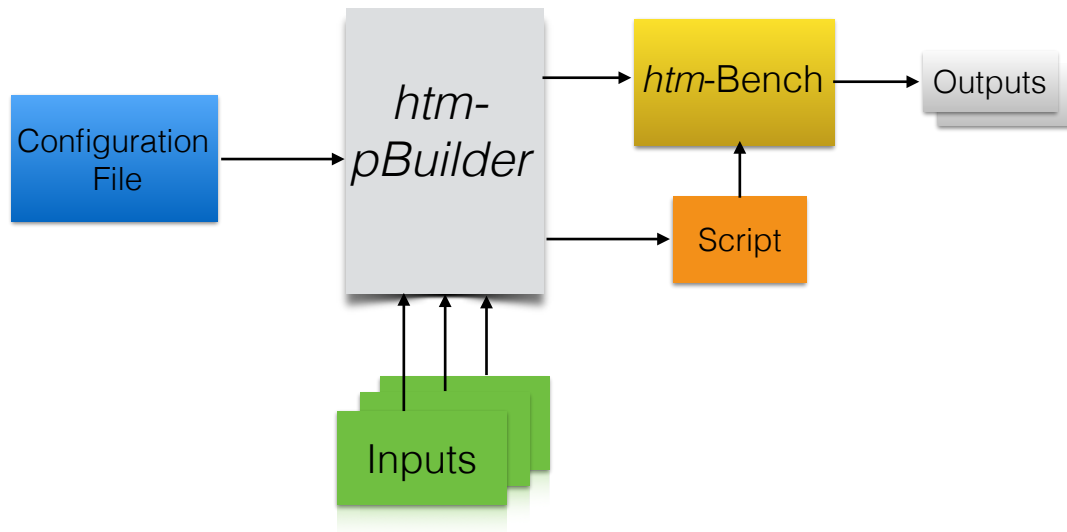 Configuration
File
htm-
pBuilder
htm-Bench
Outputs
Script
Inputs